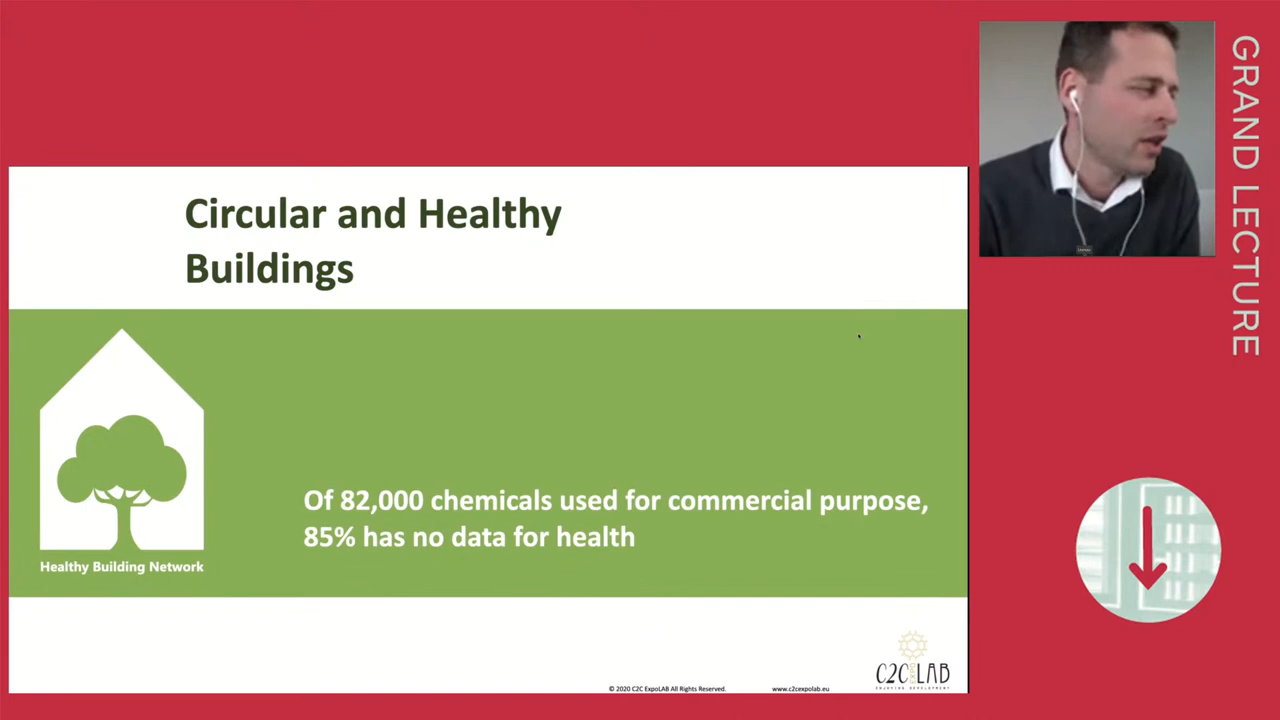 Circular and Healthy
Buildings
Of 82,000 chemicals used for commercial purpose,
85% has no data for health
Healthy Building Network
C2C LAB
© 2020 C2C ExpoLAB All Rights Reserved.
www.c2cexpolab.eu
GRAND LECTURE